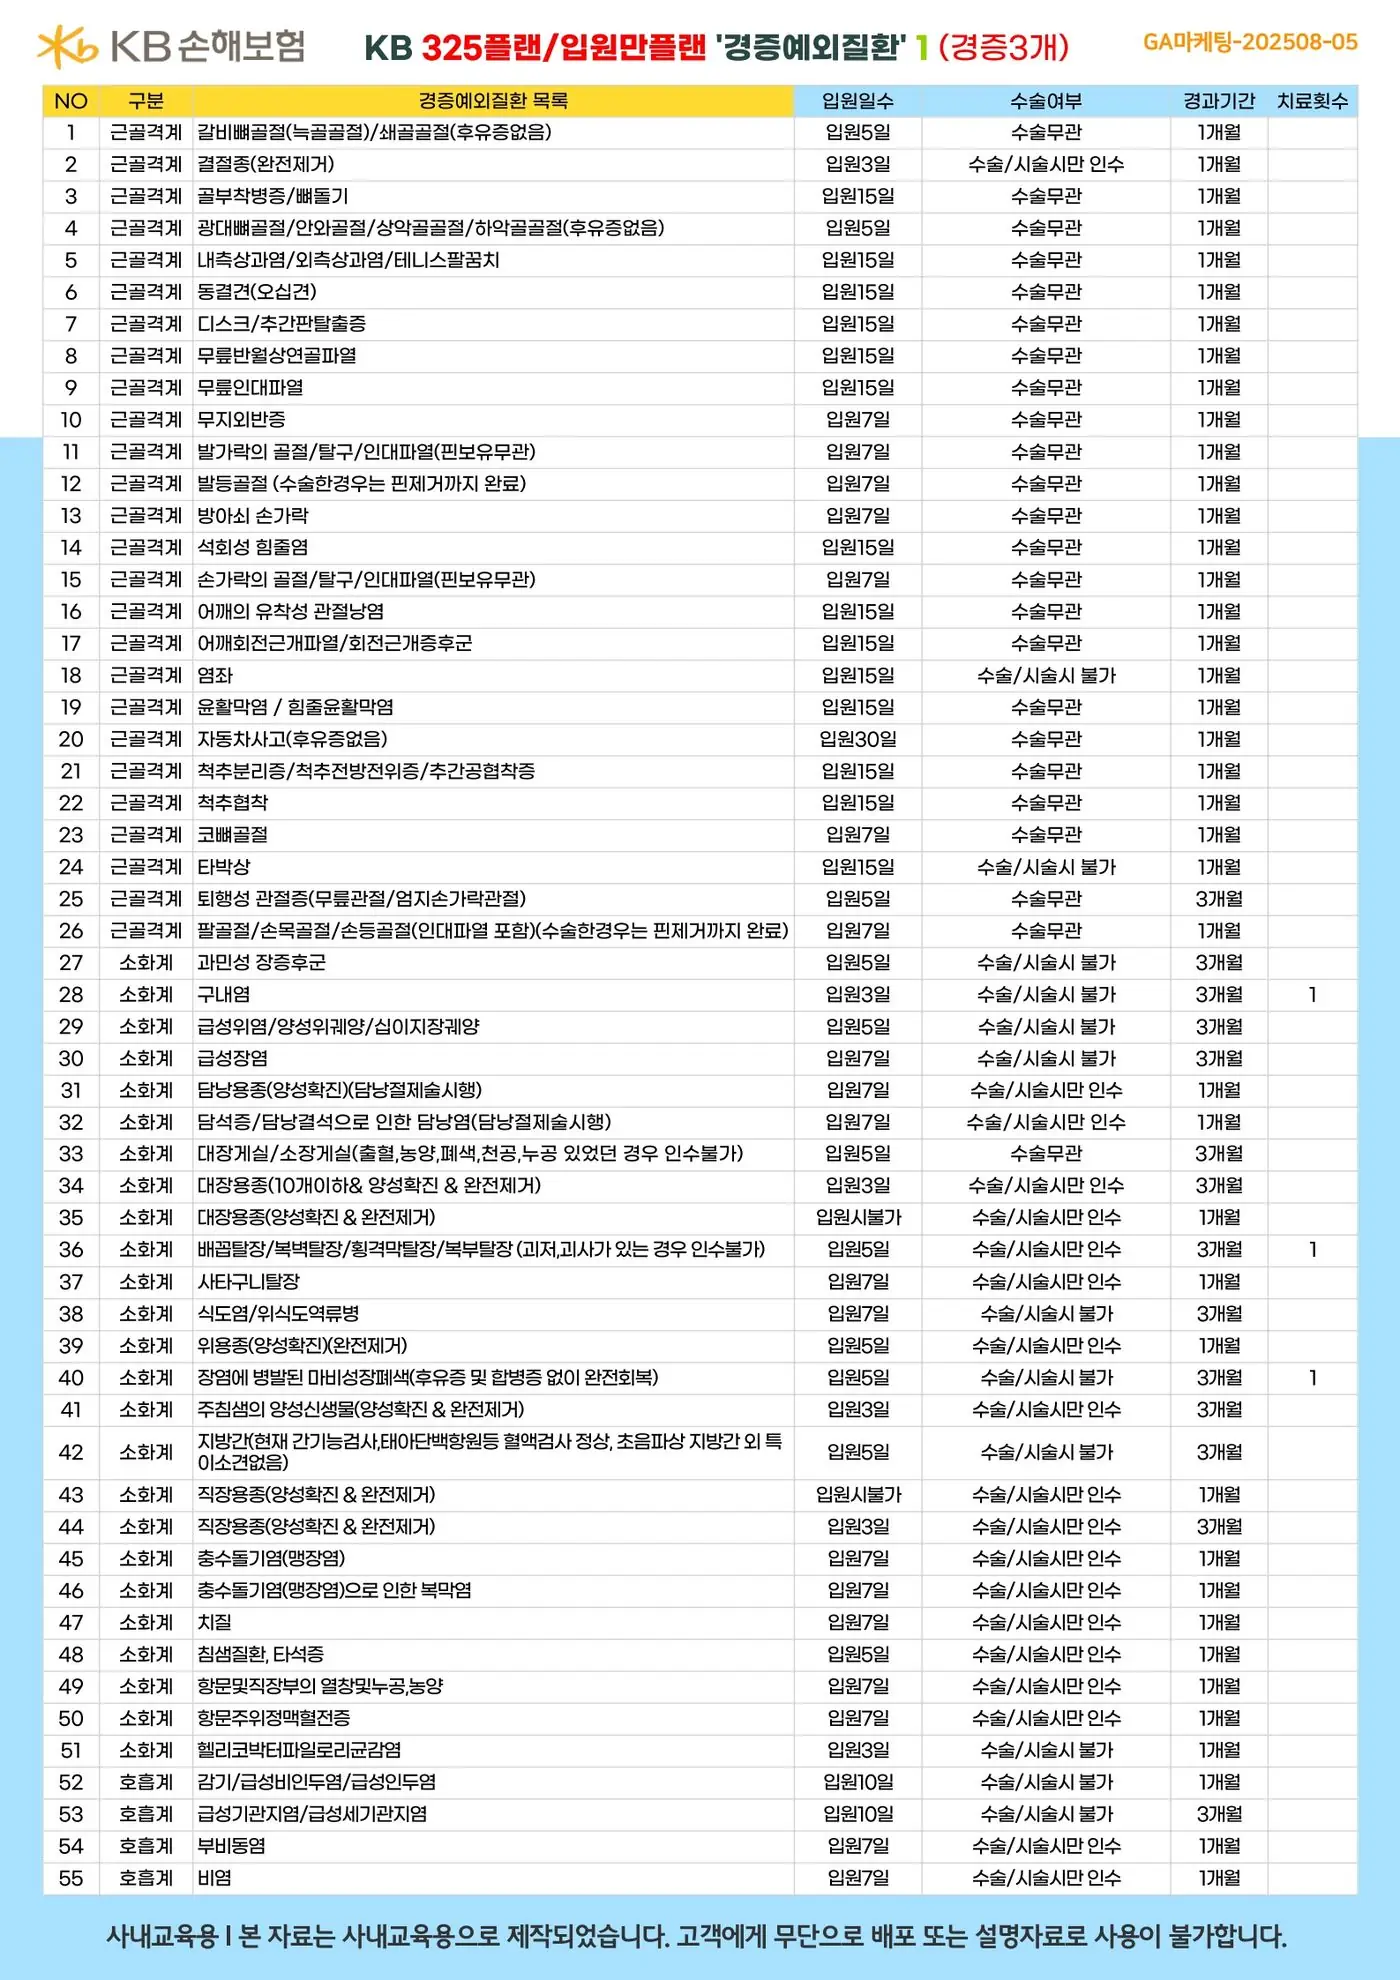 KB 손해보험
KB 325플랜/입원만플랜 '경증예외질환' 1 (경증3개)
GA마케팅-202508-05
NO 구분 경증예외질환 목록 입원일수 수술여부 경과기간 치료횟수
1 근골격계 갈비뼈골절(늑골골절)/쇄골골절(후유증없음) 입원5일 수술무관 1개월
2 근골격계 결절종(완전제거) 입원3일 수술/시술시만 인수 1개월
3 근골격계 골부착병증/뼈돌기 입원15일 수술무관 1개월
4 근골격계 광대뼈골절/안와골절/상악골골절/하악골골절(후유증없음) 입원5일 수술무관 1개월
5 근골격계 내측상과염/외측상과염/테니스팔꿈치 입원15일 수술무관 1개월
6 근골격계 동결견(오십견) 입원15일 수술무관 1개월
7 근골격계 디스크/추간판탈출증 입원15일 수술무관 1개월
8 근골격계 무릎반월상연골파열 입원15일 수술무관 1개월
9 근골격계 무릎인대파열 입원15일 수술무관 1개월
10 근골격계 무지외반증 입원7일 수술무관 1개월
11 근골격계 발가락의 골절/탈구/인대파열(핀보유무관) 입원7일 수술무관 1개월
12 근골격계 발등골절 (수술한경우는 핀제거까지 완료) 입원7일 수술무관 1개월
13 근골격계 방아쇠 손가락 입원7일 수술무관 1개월
14 근골격계 석회성 힘줄염 입원15일 수술무관 1개월
15 근골격계 손가락의 골절/탈구/인대파열(핀보유무관) 입원7일 수술무관 1개월
16 근골격계 어깨의 유착성 관절낭염 입원15일 수술무관 1개월
17 근골격계 어깨회전근개파열/회전근개증후군 입원15일 수술무관 1개월
18 근골격계 염좌 입원15일 수술/시술시 불가 1개월
19 근골격계 윤활막염 / 힘줄윤활막염 입원15일 수술무관 1개월
20 근골격계 자동차사고(후유증없음) 입원30일 수술무관 1개월
21 근골격계 척추분리증/척추전방전위증/추간공협착증 입원15일 수술무관 1개월
22 근골격계 척추협착 입원15일 수술무관 1개월
23 근골격계 코뼈골절 입원7일 수술무관 1개월
24 근골격계 타박상 입원15일 수술/시술시 불가 1개월
25 근골격계 퇴행성 관절증(무릎관절/엄지손가락관절) 입원5일 수술무관 3개월
26 근골격계 팔골절/손목골절/손등골절(인대파열 포함)(수술한경우는 핀제거까지 완료) 입원7일 수술무관 1개월
27 소화계 과민성 장증후군 입원5일 수술/시술시 불가 3개월
28 소화계 구내염 입원3일 수술/시술시 불가 3개월 1
29 소화계 급성위염/양성위궤양/십이지장궤양 입원5일 수술/시술시 불가 3개월
30 소화계 급성장염 입원7일 수술/시술시 불가 3개월
31 소화계 담낭용종(양성확진)(담낭절제술시행) 입원7일 수술/시술시만 인수 1개월
32 소화계 담석증/담낭결석으로 인한 담낭염(담낭절제술시행) 입원7일 수술/시술시만 인수 1개월
33 소화계 대장게실/소장게실(출혈,농양,폐색,천공,누공 있었던 경우 인수불가) 입원5일 수술무관 3개월
34 소화계 대장용종(10개이하& 양성확진 & 완전제거) 입원3일 수술/시술시만 인수 3개월
35 소화계 대장용종(양성확진 & 완전제거) 입원시불가 수술/시술시만 인수 1개월
36 소화계 배꼽탈장/복벽탈장/횡격막탈장/복부탈장 (괴저,괴사가 있는 경우 인수불가) 입원5일 수술/시술시만 인수 3개월 1
37 소화계 사타구니탈장 입원7일 수술/시술시만 인수 1개월
38 소화계 식도염/위식도역류병 입원7일 수술/시술시 불가 3개월
39 소화계 위용종(양성확진)(완전제거) 입원5일 수술/시술시만 인수 1개월
40 소화계 장염에 병발된 마비성장폐색(후유증 및 합병증 없이 완전회복) 입원5일 수술/시술시 불가 3개월 1
41 소화계 주침샘의 양성신생물(양성확진 & 완전제거) 입원3일 수술/시술시만 인수 3개월
42 소화계 지방간(현재 간기능검사,태아단백항원등 혈액검사 정상, 초음파상 지방간 외 특
이소견없음) 입원5일 수술/시술시 불가 3개월
43 소화계 직장용종(양성확진 & 완전제거) 입원시불가 수술/시술시만 인수 1개월
44 소화계 직장용종(양성확진 & 완전제거) 입원3일 수술/시술시만 인수 3개월
45 소화계 충수돌기염(맹장염) 입원7일 수술/시술시만 인수 1개월
46 소화계 충수돌기염(맹장염)으로 인한 복막염 입원7일 수술/시술시만 인수 1개월
47 소화계 치질 입원7일 수술/시술시만 인수 1개월
48 소화계 침샘질환, 타석증 입원5일 수술/시술시만 인수 1개월
49 소화계 항문및직장부의 열창및누공,농양 입원7일 수술/시술시만 인수 1개월
50 소화계 항문주위정맥혈전증 입원7일 수술/시술시만 인수 1개월
51 소화계 헬리코박터파일로리균감염 입원3일 수술/시술시 불가 1개월
52 호흡계 감기/급성비인두염/급성인두염 입원10일 수술/시술시 불가 1개월
53 호흡계 급성기관지염/급성세기관지염 입원10일 수술/시술시 불가 3개월
54 호흡계 부비동염 입원7일 수술/시술시만 인수 1개월
55 호흡계 비염 입원7일 수술/시술시만 인수 1개월
사내교육용 | 본 자료는 사내교육용으로 제작되었습니다. 고객에게 무단으로 배포 또는 설명자료로 사용이 불가합니다.